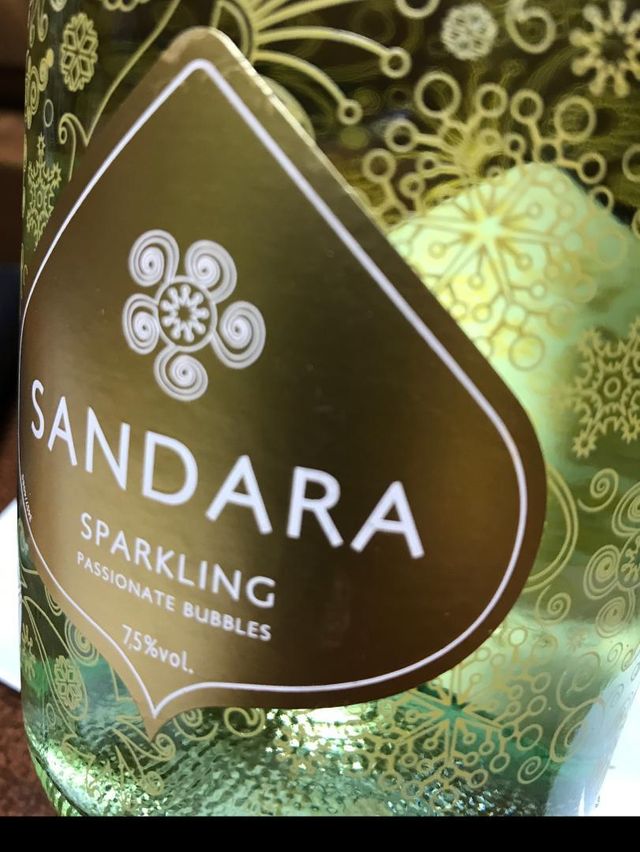 SANDARA
SPARKLING
PASSIONATE BUBBLES
7,5%vol.